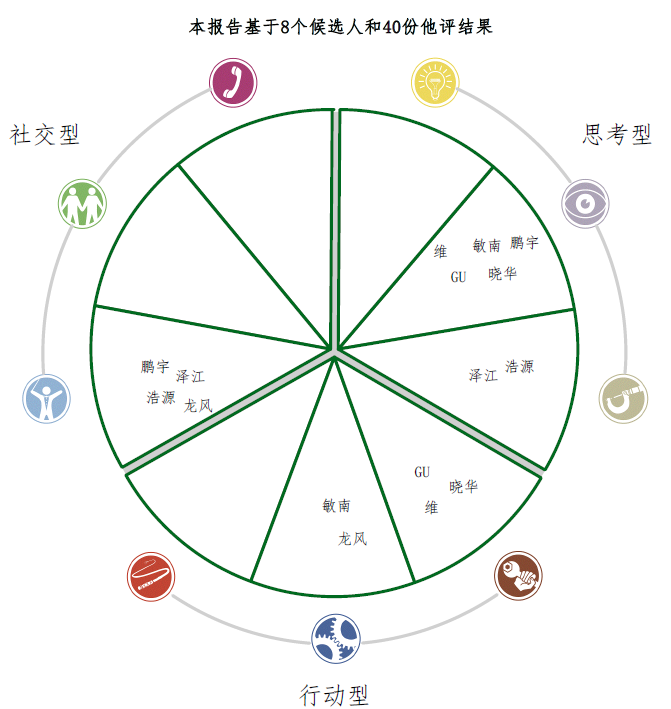 本报告基于8个候选人和40份他评结果
社交型
思考型
维
敏南
鹏宇
GU
晓华
鹏宇
泽江
浩源
龙风
泽江
浩源
GU
晓华
维
敏南
龙风
行动型